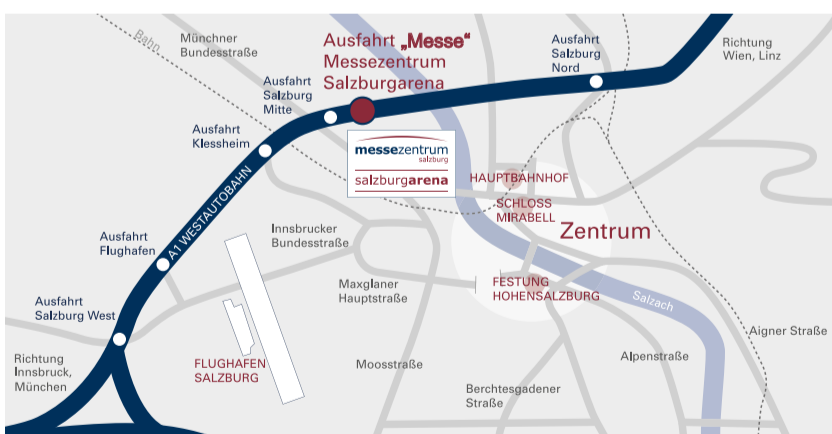 Bahn
Münchner
Bundesstraße
Ausfahrt „Messe“
Messezentrum
Salzburgarena
Ausfahrt
Salzburg
Nord
Richtung
Wien, Linz
Ausfahrt
Salzburg
Mitte
Ausfahrt
Klessheim
messezentrum
salzburg
salzburgarena
HAUPTBAHNHOF
SCHLOSS
MIRABELL
Zentrum
A1 WESTAUTOBAHN
Innsbrucker
Bundesstraße
Ausfahrt
Flughafen
Maxglaner
Hauptstraße
FESTUNG
HOHENSALZBURG
Salzach
Ausfahrt
Salzburg West
Aigner Straße
Richtung
Innsbruck,
München
FLUGHAFEN
SALZBURG
Moosstraße
Alpenstraße
Berchtesgadener
Straße